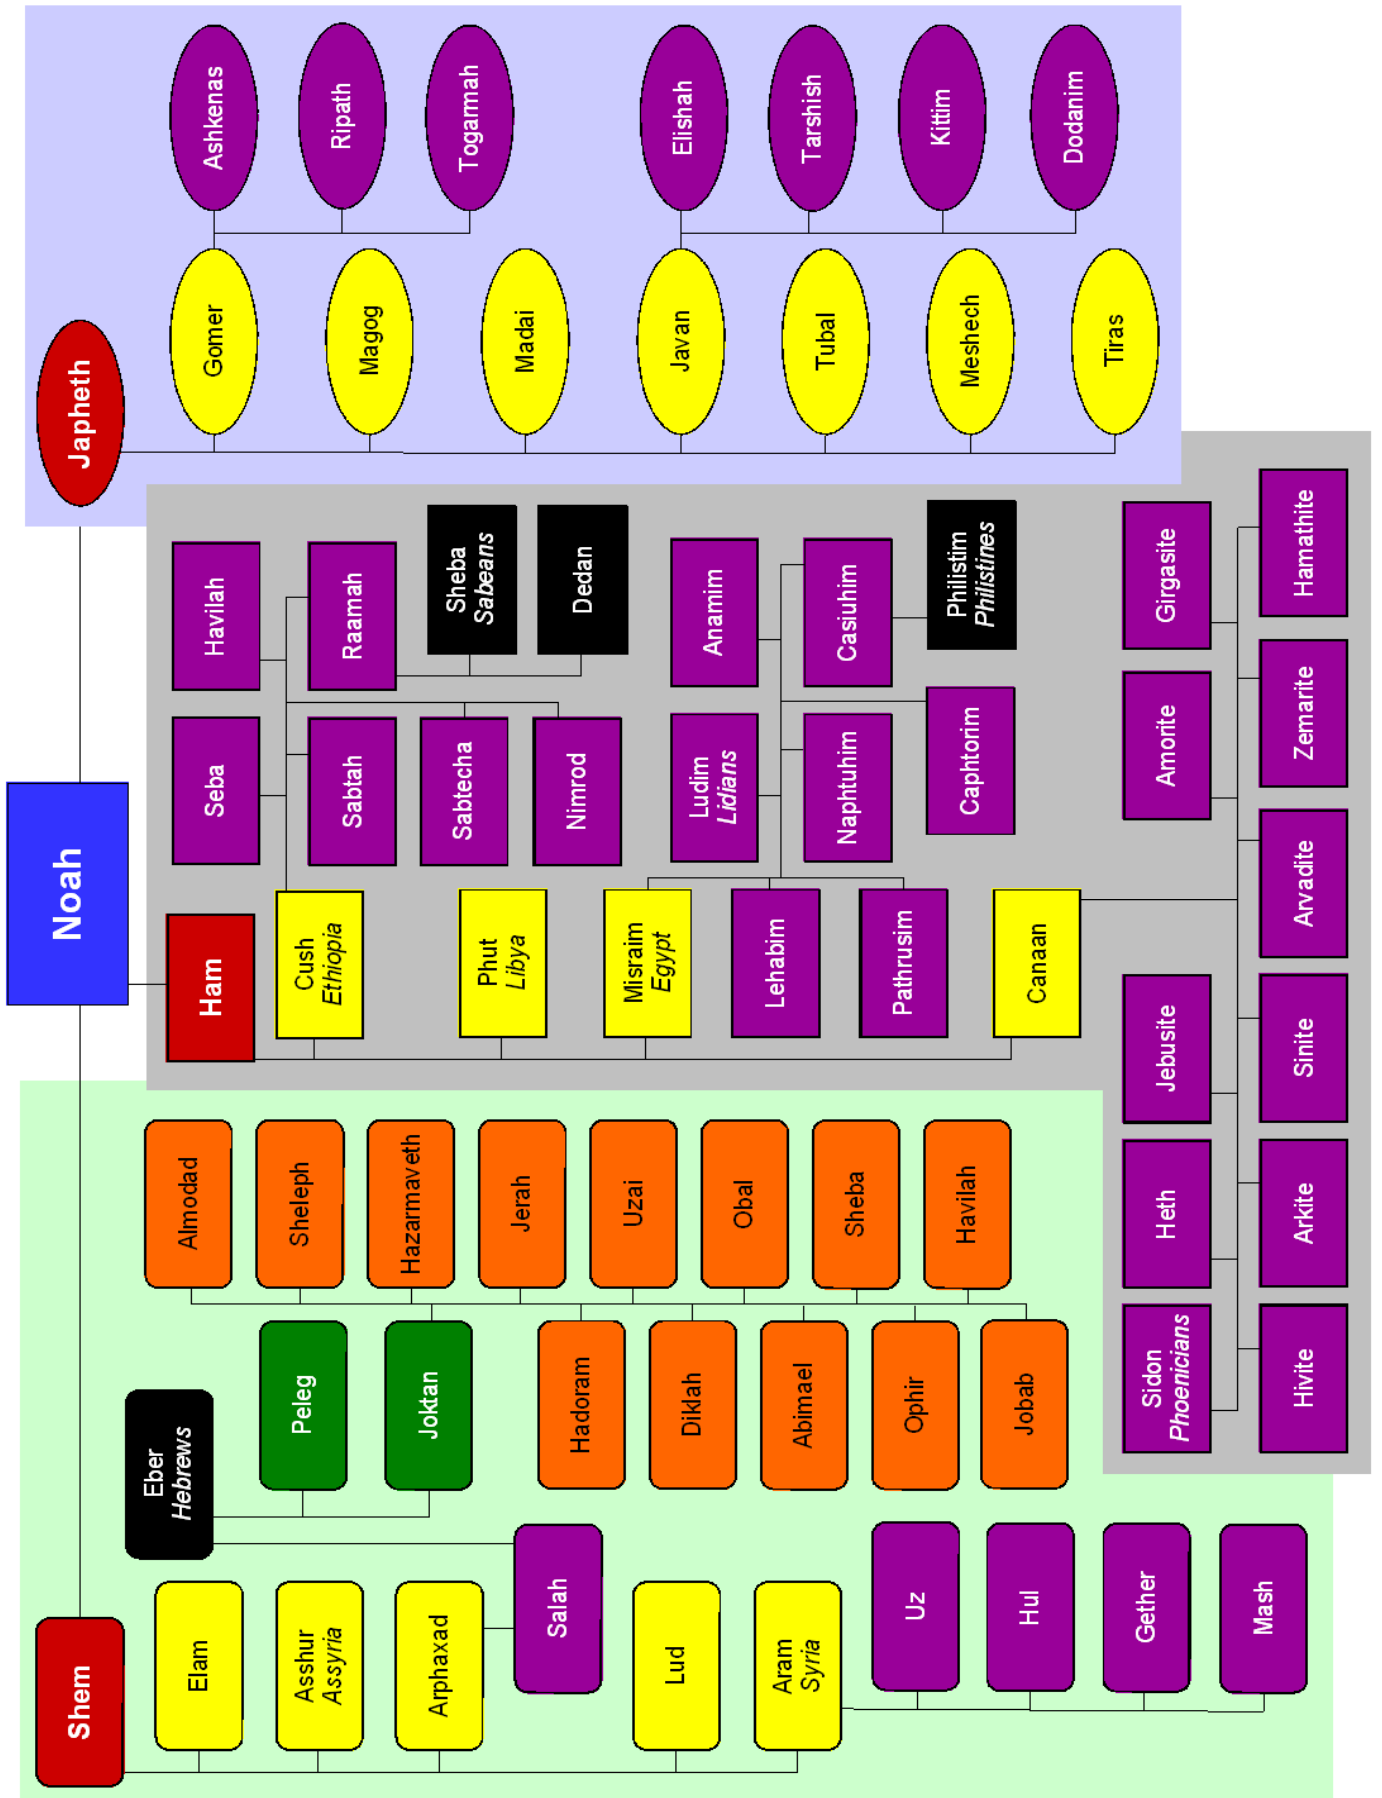 Noah
Shem
Ham
Japheth
Elam
Asshur
Assyria
Arphaxad
Lud
Aram
Syria
Salah
Uz
Hul
Gether
Mash
Eber
Hebrews
Peleg
Joktan
Hadoram
Diklah
Abimael
Ophir
Jobab
Almodad
Sheleph
Hazarmaveth
Jerah
Uzai
Obal
Sheba
Havilah
Cush
Ethiopia
Phut
Libya
Misraim
Egypt
Lehabim
Pathrusim
Canaan
Seba
Sabtah
Sabtecha
Nimrod
Havilah
Raamah
Sheba
Sabeans
Dedan
Ludim
Lidians
Naphtuhim
Caphtorim
Anamim
Casiuhim
Philistim
Philistines
Sidon
Phoenicians
Heth
Jebusite
Amorite
Girgasite
Hivite
Arkite
Sinite
Arvadite
Zemarite
Hamathite
Gomer
Magog
Madai
Javan
Tubal
Meshech
Tiras
Ashkenas
Ripath
Togarmah
Elishah
Tarshish
Kittim
Dodanim